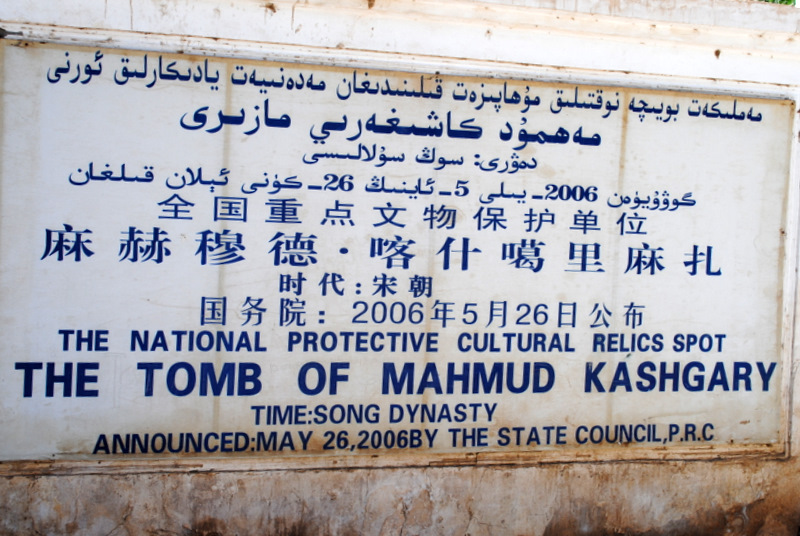 مەملىكەت بويىچە نوقتىلىق مۇھاپىزەت قىلىنىدىغان مەدەنىيەت يادىكارلىق ئورنى
مەھمۇد كاشىغەرىي مازىرى
دەۋرى: سوڭ سۇلالىسى
گوۋۇيۈەن 2006-يىلى 5-ئاينىڭ 26-كۈنى ئېلان قىلغان
全国重点文物保护单位
麻赫穆德·喀什噶里麻扎
时代:宋朝
国务院: 2006年5月26日公布
THE NATIONAL PROTECTIVE CULTURAL RELICS SPOT
THE TOMB OF MAHMUD KASHGARY
TIME:SONG DYNASTY
ANNOUNCED:MAY 26,2006BY THE STATE COUNCIL,P.R.C